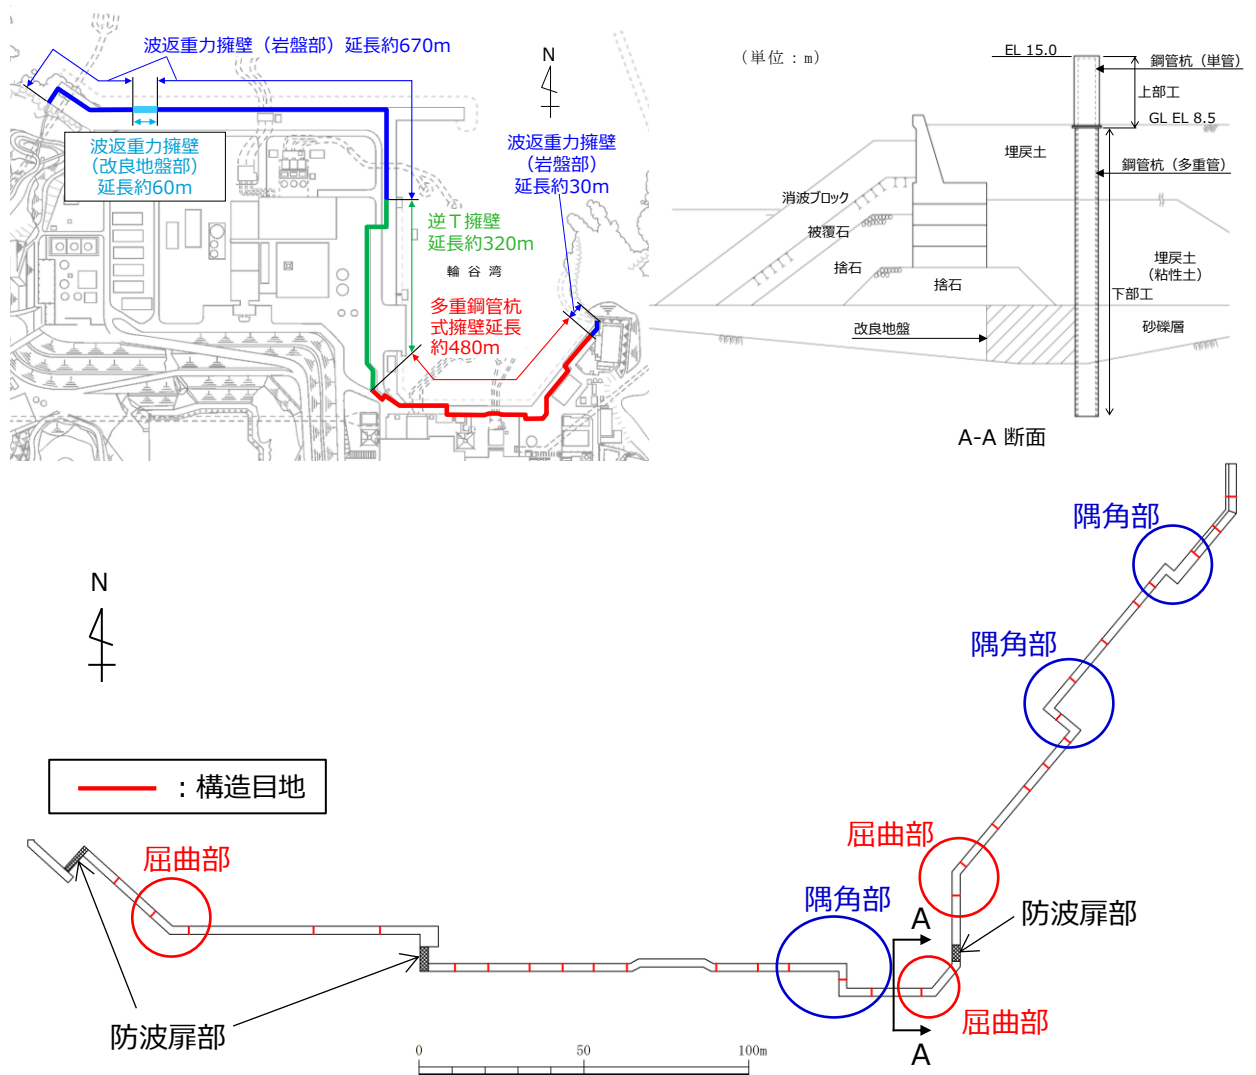 波返重力擁壁（岩盤部）延長約670m
N
波返重力擁壁
（改良地盤部）
延長約60m
波返重力擁壁
（岩盤部）
延長約30m
逆Ｔ擁壁
延長約320m
輪谷湾
多重鋼管杭
式擁壁延長
約480m
（単位：m）
EL 15.0
鋼管杭（単管）
上部工
GL EL 8.5
埋戻土
鋼管杭（多重管）
消波ブロック
被覆石
捨石
捨石
埋戻土
（粘性土）
下部工
改良地盤
砂礫層
A-A 断面
隅角部
N
隅角部
：構造目地
屈曲部
屈曲部
隅角部
A
防波扉部
防波扉部
屈曲部
A
0 50 100m